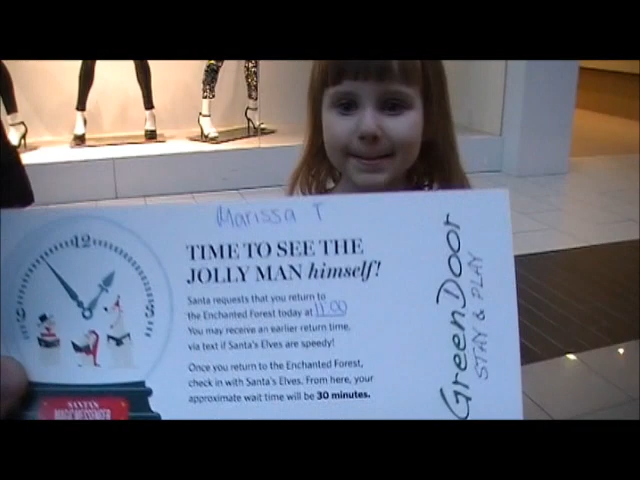 Marissa T
12
3
TIME TO SEE THE
JOLLY MAN himself!
Santa requests that you return to
the Enchanted Forest today at 11:00
You may receive an earlier return time,
via text if Santa's Elves are speedy!
Once you return to the Enchanted Forest,
check in with Santa's Elves. From here, your
approximate wait time will be 30 minutes.
SANTA'S
Green Door
STAY & PLAY